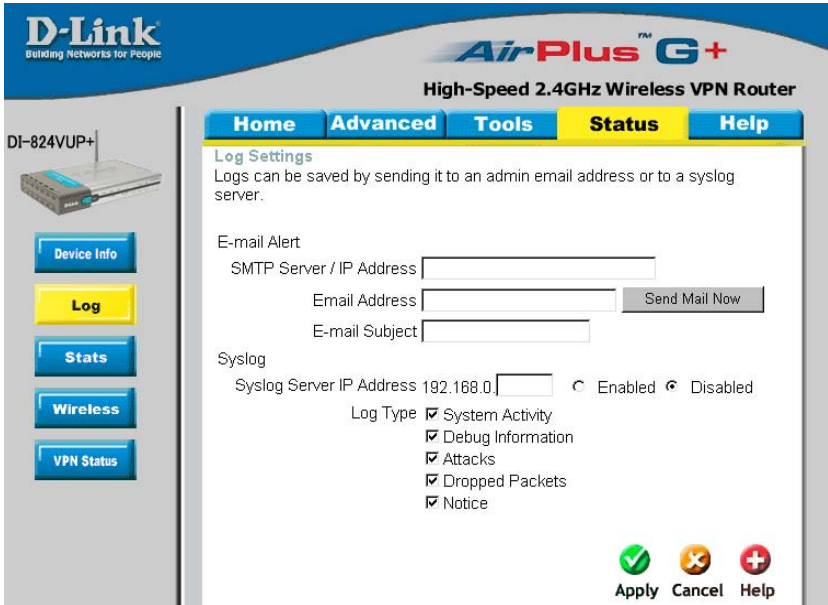 D-Link
Building Networks for People
AirPlus™ G+
High-Speed 2.4GHz Wireless VPN Router
DI-824VUP+
Home Advanced Tools Status Help
Log Settings
Logs can be saved by sending it to an admin email address or to a syslog
server.
E-mail Alert
SMTP Server / IP Address
Email Address Send Mail Now
E-mail Subject
Syslog
Syslog Server IP Address 192.168.0. Enabled Disabled
Log Type System Activity
Debug Information
Attacks
Dropped Packets
Notice
Device Info
Log
Stats
Wireless
VPN Status
Apply Cancel Help